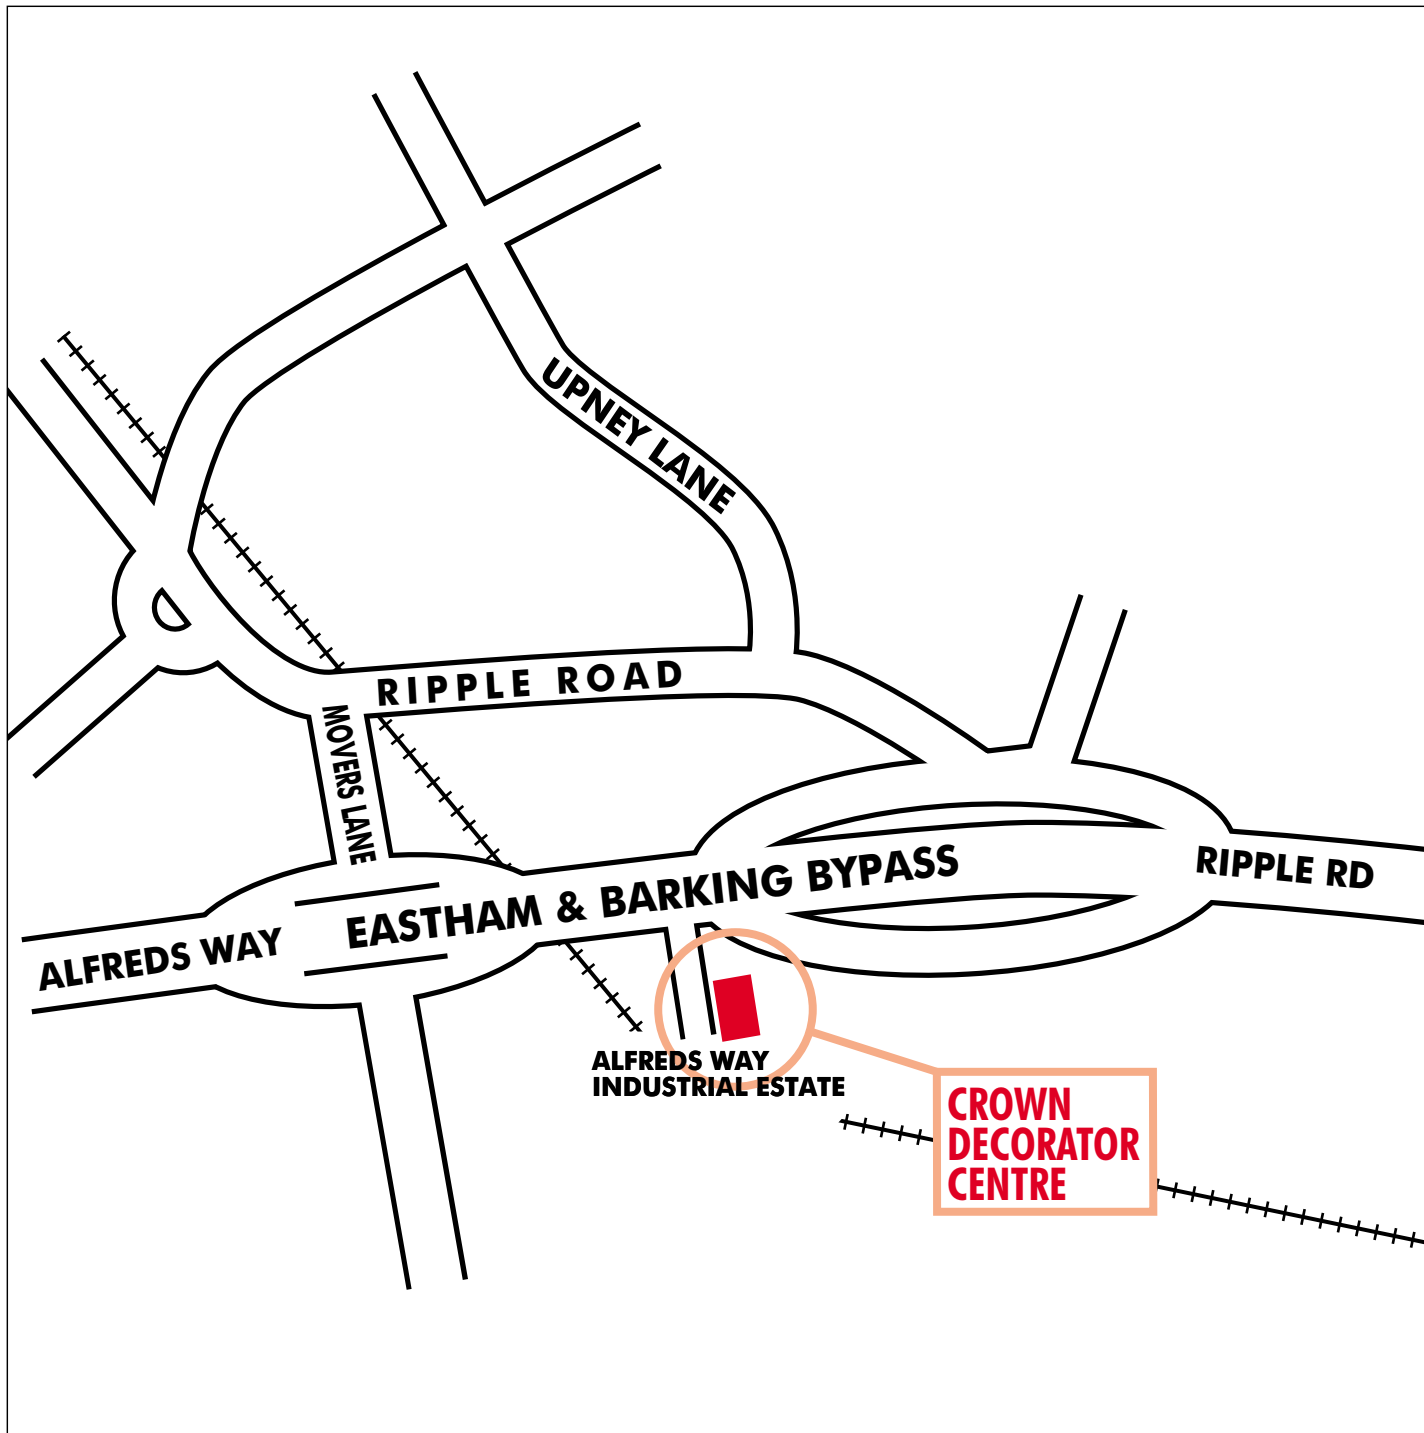 UPNEY LANE
RIPPLE ROAD
MOVERS LANE
EASTHAM & BARKING BYPASS
RIPPLE RD
ALFREDS WAY
ALFREDS WAY
INDUSTRIAL ESTATE
CROWN
DECORATOR
CENTRE